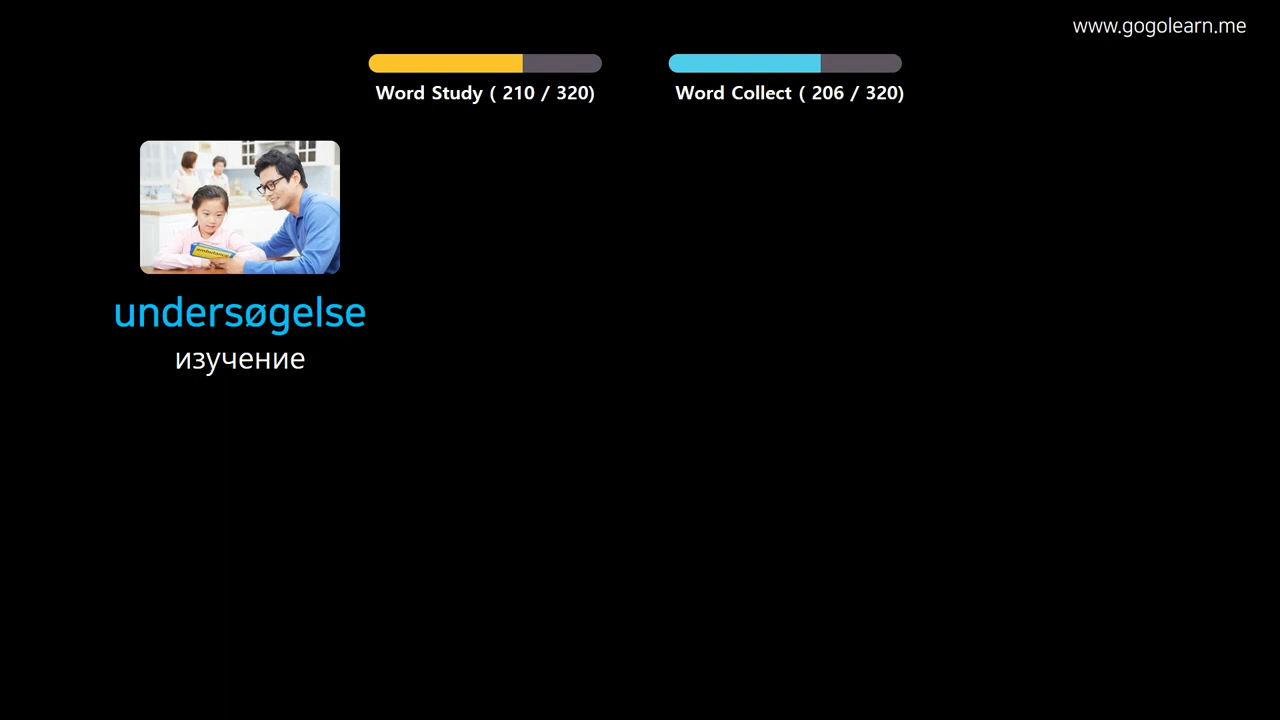 www.gogolearn.me
Word Study ( 210 / 320)
Word Collect ( 206 / 320)
undersøgelse
изучение